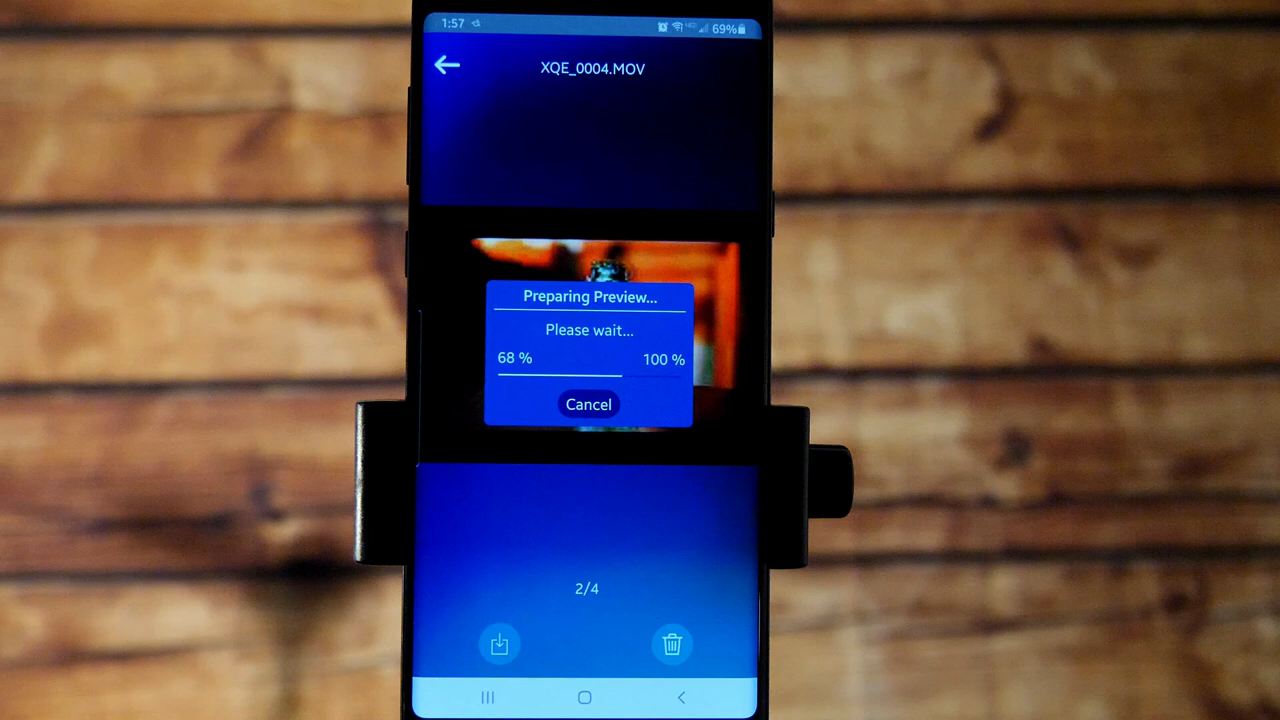 1:57 69%
XQE_0004.MOV
Preparing Preview...
Please wait...
68 % 100 %
Cancel
2/4